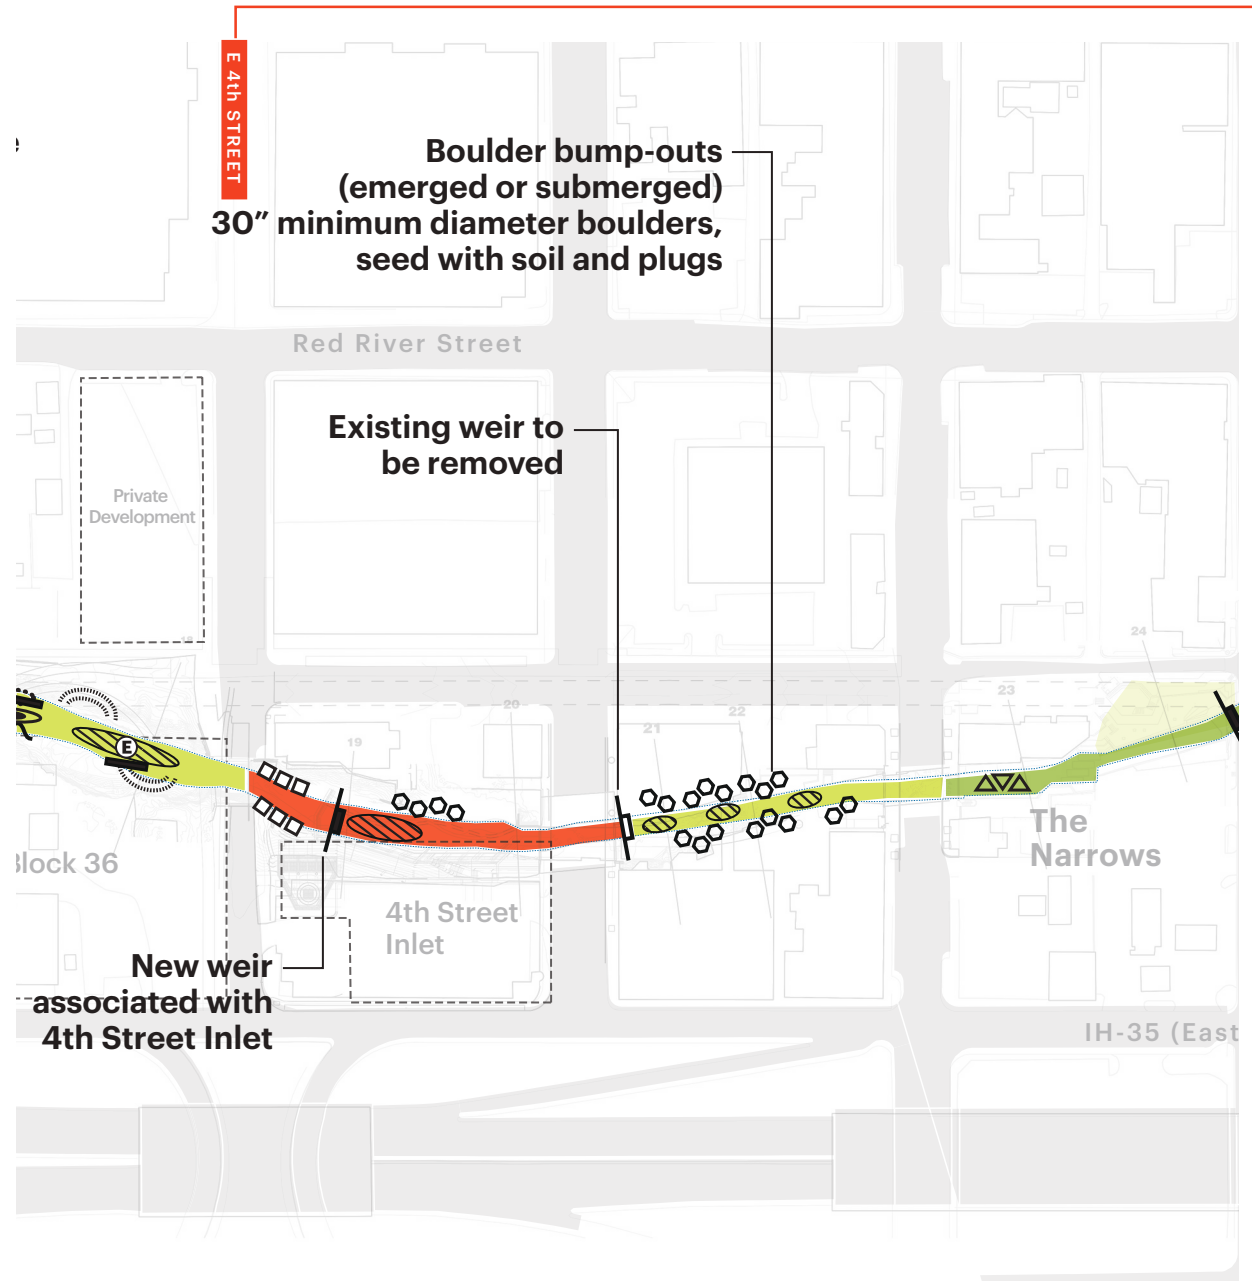 E 4th STREET
e
Boulder bump-outs
(emerged or submerged)
30” minimum diameter boulders,
seed with soil and plugs
Red River Street
Existing weir to
be removed
Private
Development
18
24
23
20
22
21
19
E
The
Narrows
Block 36
4th Street
Inlet
New weir
associated with
4th Street Inlet
IH-35 (East